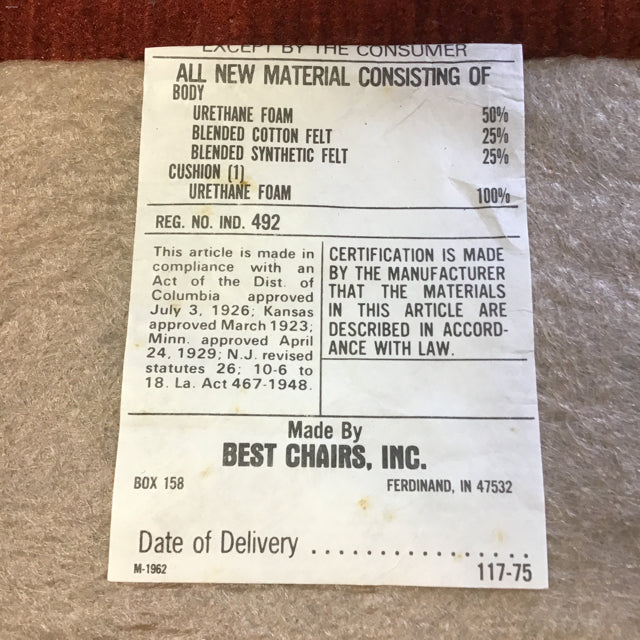 EXCEPT BY THE CONSUMER
ALL NEW MATERIAL CONSISTING OF
BODY
URETHANE FOAM 50%
BLENDED COTTON FELT 25%
BLENDED SYNTHETIC FELT 25%
CUSHION (1)
URETHANE FOAM 100%
REG. NO. IND. 492
This article is made in
compliance with an
Act of the Dist. of
Columbia approved
July 3, 1926; Kansas
approved March 1923;
Minn. approved April
24, 1929; N.J. revised
statutes 26; 10-6 to
18. La. Act 467-1948.
CERTIFICATION IS MADE
BY THE MANUFACTURER
THAT THE MATERIALS
IN THIS ARTICLE ARE
DESCRIBED IN ACCORD-
ANCE WITH LAW.
Made By
BEST CHAIRS, INC.
BOX 158 FERDINAND, IN 47532
Date of Delivery ..................
M-1962 117-75